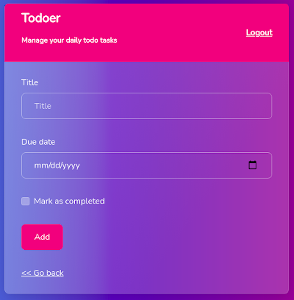 Todoer
Manage your daily todo tasks
Logout
Title
Title
Due date
mm/dd/yyyy
Mark as completed
Add
<< Go back